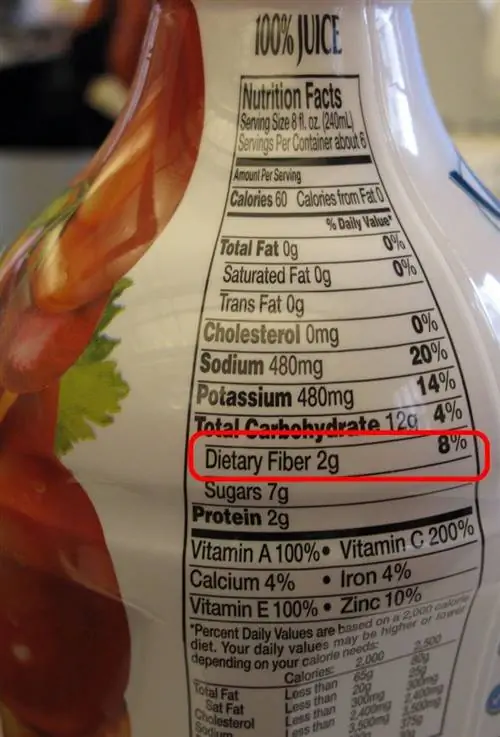 100% JUICE
Nutrition Facts
Serving Size 8 fl. oz. (240mL)
Servings Per Container about 6
Amount Per Serving
Calories 60 Calories from Fat 0
% Daily Value*
Total Fat 0g 0%
Saturated Fat 0g 0%
Trans Fat 0g
Cholesterol 0mg 0%
Sodium 480mg 20%
Potassium 480mg 14%
Total Carbohydrate 12g 4%
Dietary Fiber 2g 8%
Sugars 7g
Protein 2g
Vitamin A 100% • Vitamin C 200%
Calcium 4% • Iron 4%
Vitamin E 100% • Zinc 10%
*Percent Daily Values are based on a 2,000 calorie
diet. Your daily values may be higher or lower
depending on your calorie needs:
Calories: 2,000 2,500
Total Fat Less than 65g 80g
Sat Fat Less than 20g 25g
Cholesterol Less than 300mg 300mg
Sodium Less than 2,400mg 2,400mg
3,500mg 3,500mg
375g